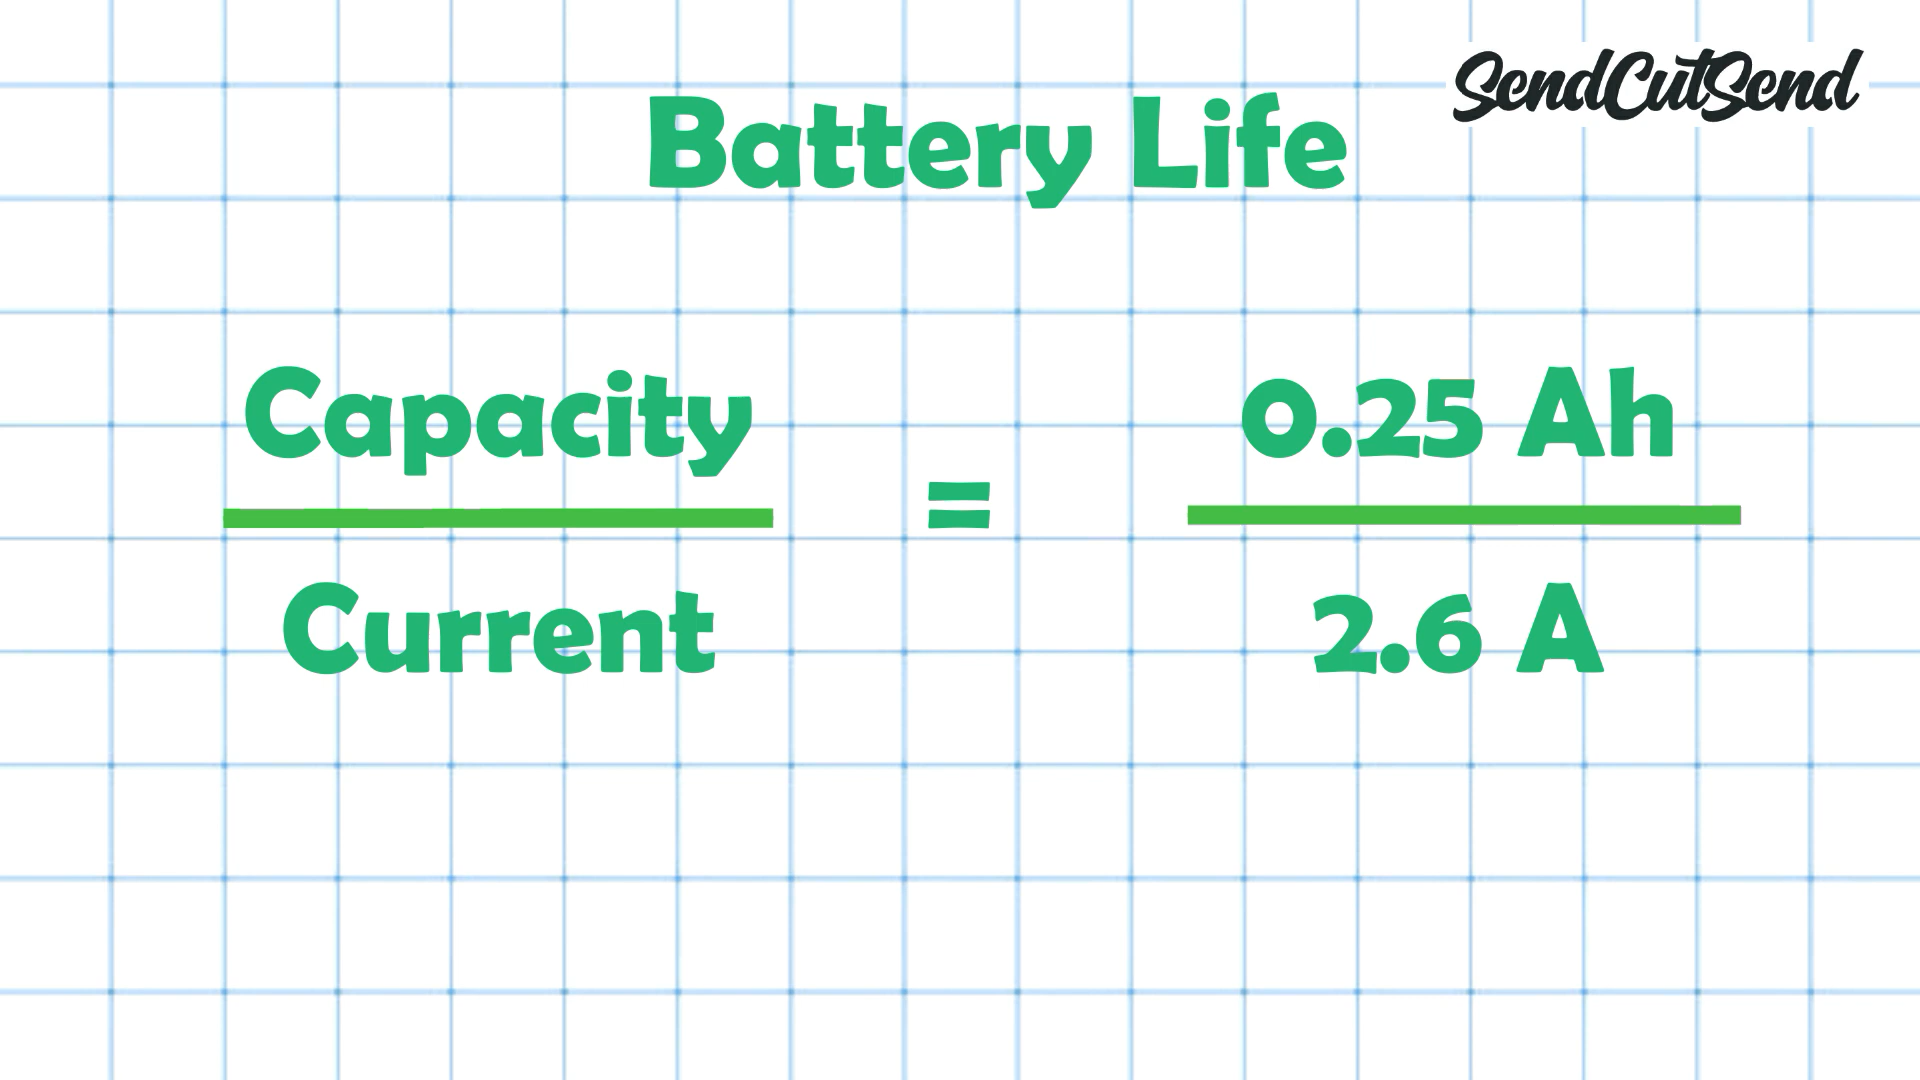 SendCutSend
Battery Life
Capacity
Current
=
0.25 Ah
2.6 A